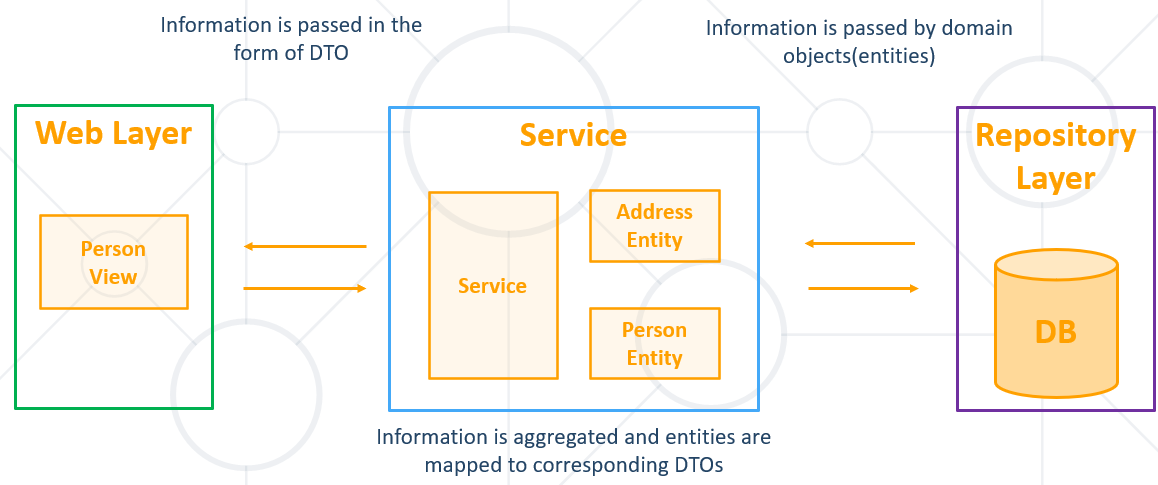 Information is passed in the
form of DTO
Information is passed by domain
objects(entities)
Web Layer
Person
View
Service
Service
Address
Entity
Person
Entity
Repository
Layer
DB
Information is aggregated and entities are
mapped to corresponding DTOs